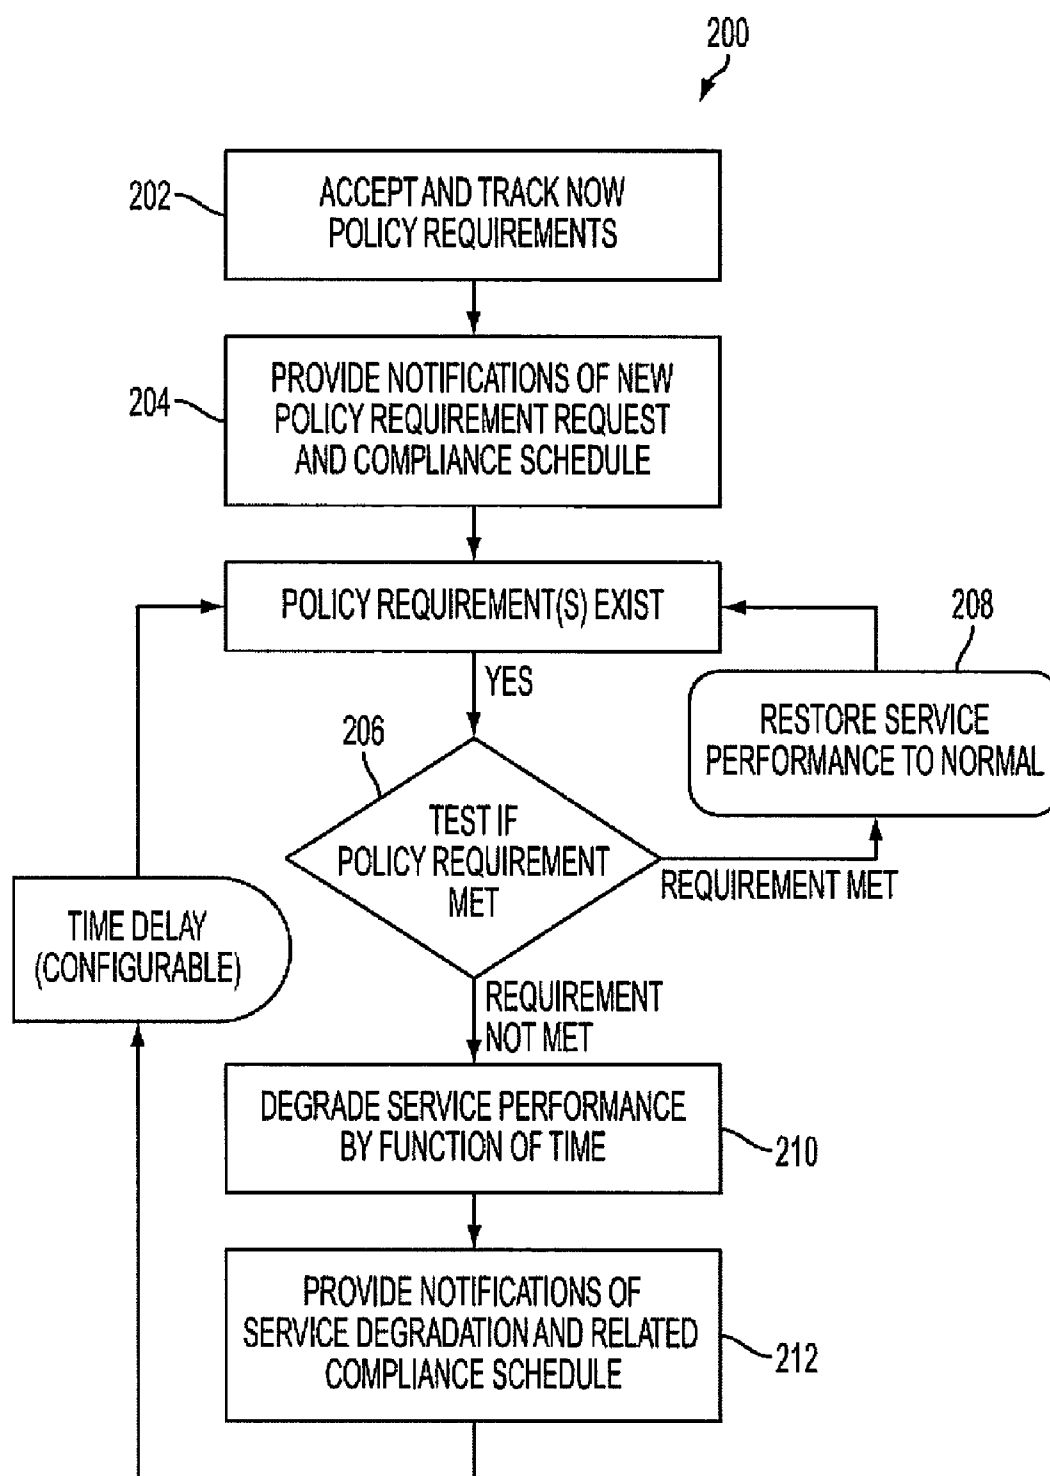 200
202
ACCEPT AND TRACK NOW
POLICY REQUIREMENTS
204
PROVIDE NOTIFICATIONS OF NEW
POLICY REQUIREMENT REQUEST
AND COMPLIANCE SCHEDULE
POLICY REQUIREMENT(S) EXIST
208
YES
RESTORE SERVICE
PERFORMANCE TO NORMAL
206
TEST IF
POLICY REQUIREMENT
MET
REQUIREMENT MET
TIME DELAY
(CONFIGURABLE)
REQUIREMENT
NOT MET
DEGRADE SERVICE PERFORMANCE
BY FUNCTION OF TIME
210
PROVIDE NOTIFICATIONS OF
SERVICE DEGRADATION AND RELATED
COMPLIANCE SCHEDULE
212